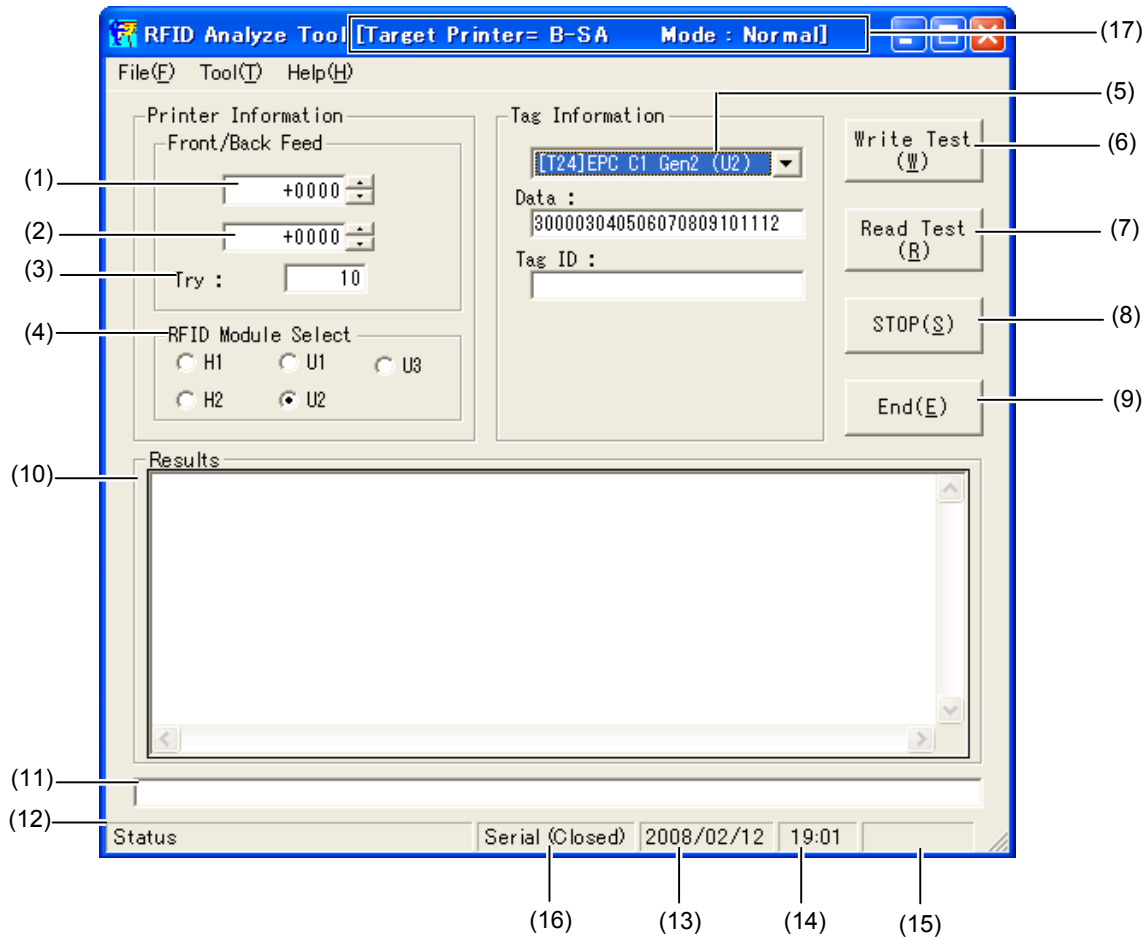 RFID Analyze Tool [Target Printer= B-SA Mode : Normal]
(17)
File(F) Tool(T) Help(H)
(5)
Printer Information
Tag Information
Front/Back Feed
Write Test
(W)
(6)
[T24]EPC C1 Gen2 (U2)
(1)
+0000
Data :
300003040506070809101112
(2)
+0000
Read Test
(R)
(7)
Tag ID :
(3)
Try :
10
(4)
RFID Module Select
STOP(S)
(8)
H1 U1 U3
H2 U2
End(E)
(9)
Results
(10)
(11)
(12)
Status
Serial (Closed)
2008/02/12
19:01
(16)
(13)
(14)
(15)